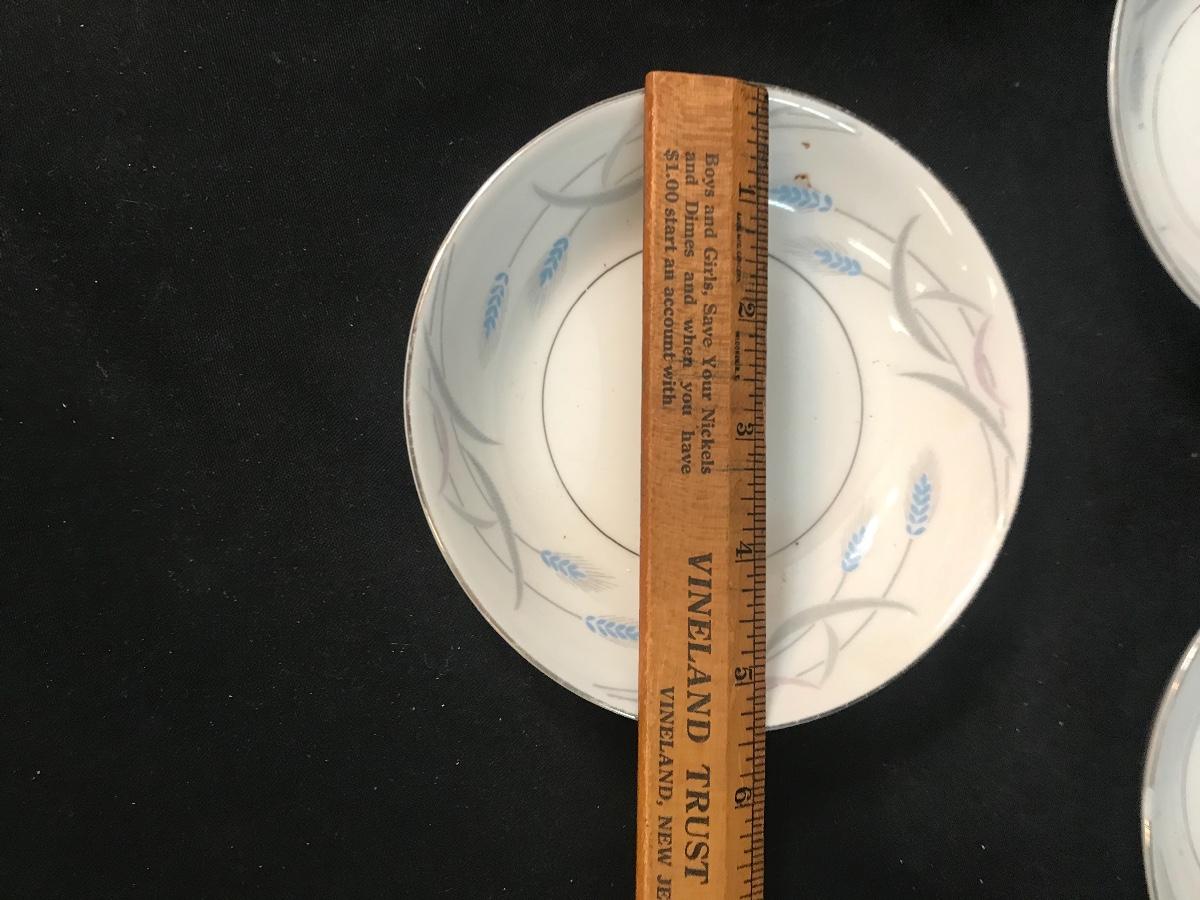 Boys and Girls, Save Your Nickels
and Dimes and when you have
$1.00 start an account with
VINELAND TRUST
VINELAND, NEW JE
1
2
3
4
5
6